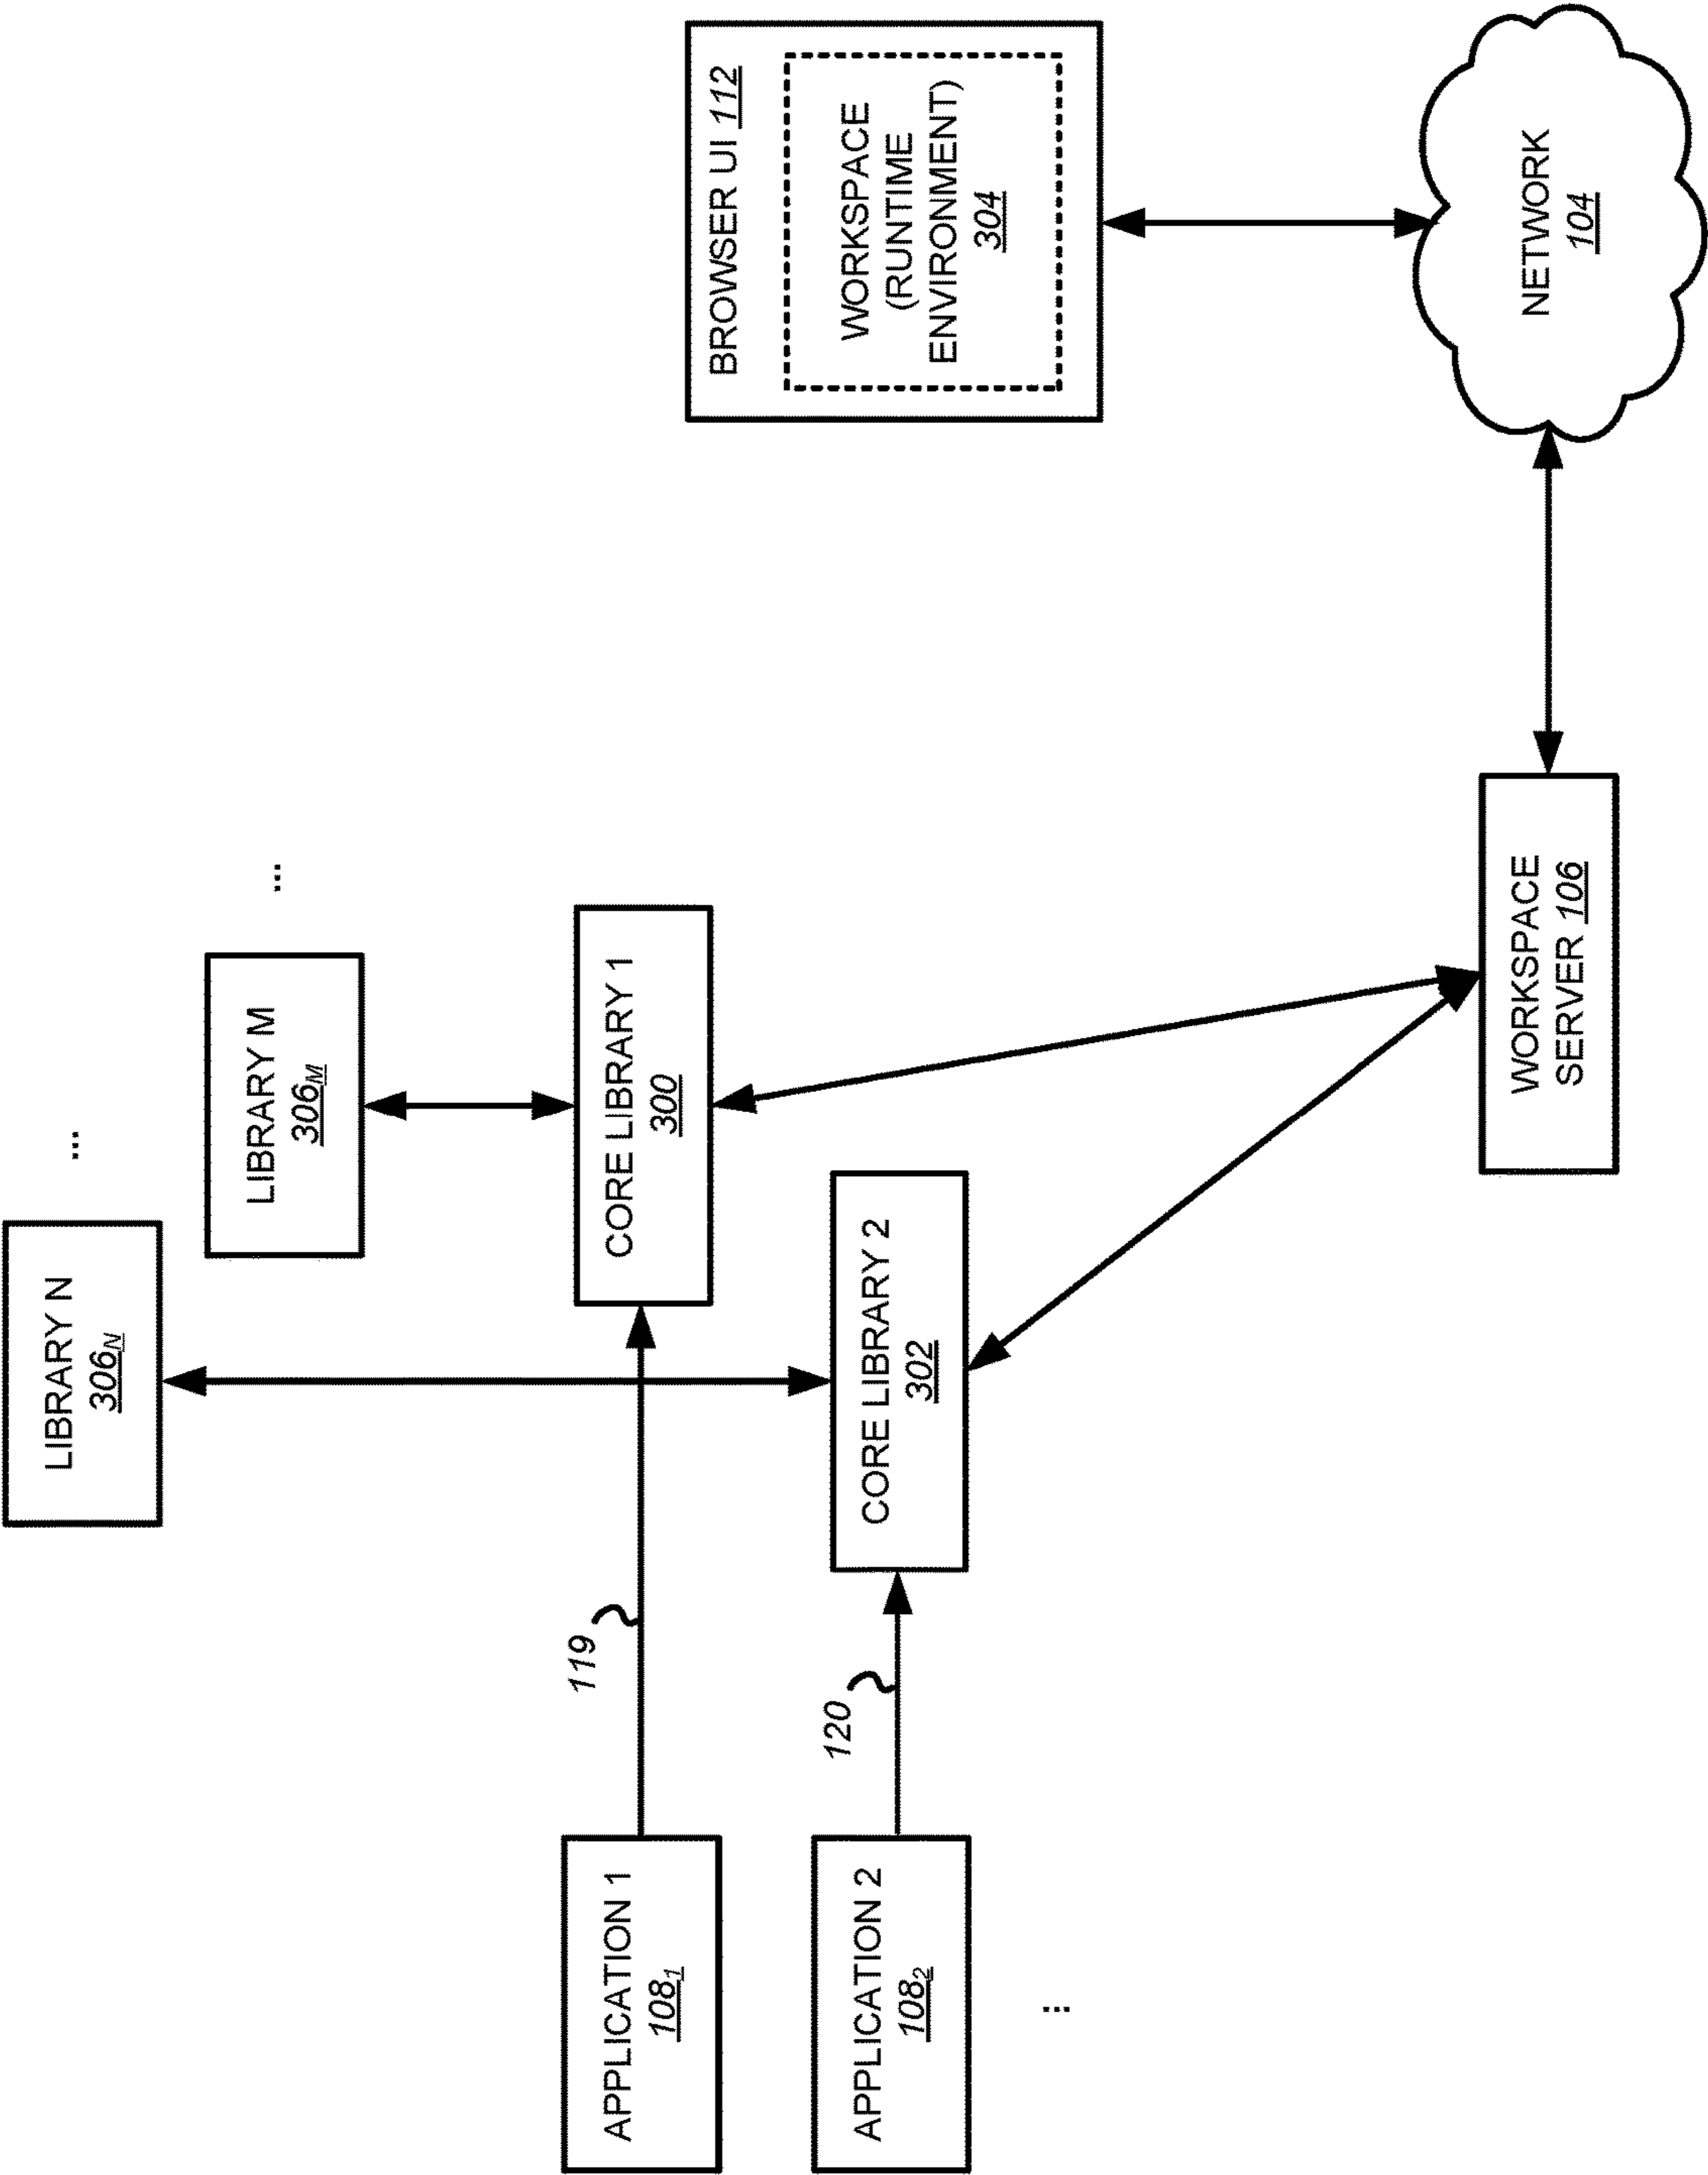 LIBRARY N
306N
...
LIBRARY M
306M
...
APPLICATION 1
1081
119
CORE LIBRARY 1
300
BROWSER UI 112
WORKSPACE
(RUNTIME
ENVIRONMENT)
304
APPLICATION 2
1082
120
CORE LIBRARY 2
302
...
WORKSPACE
SERVER 106
NETWORK
104